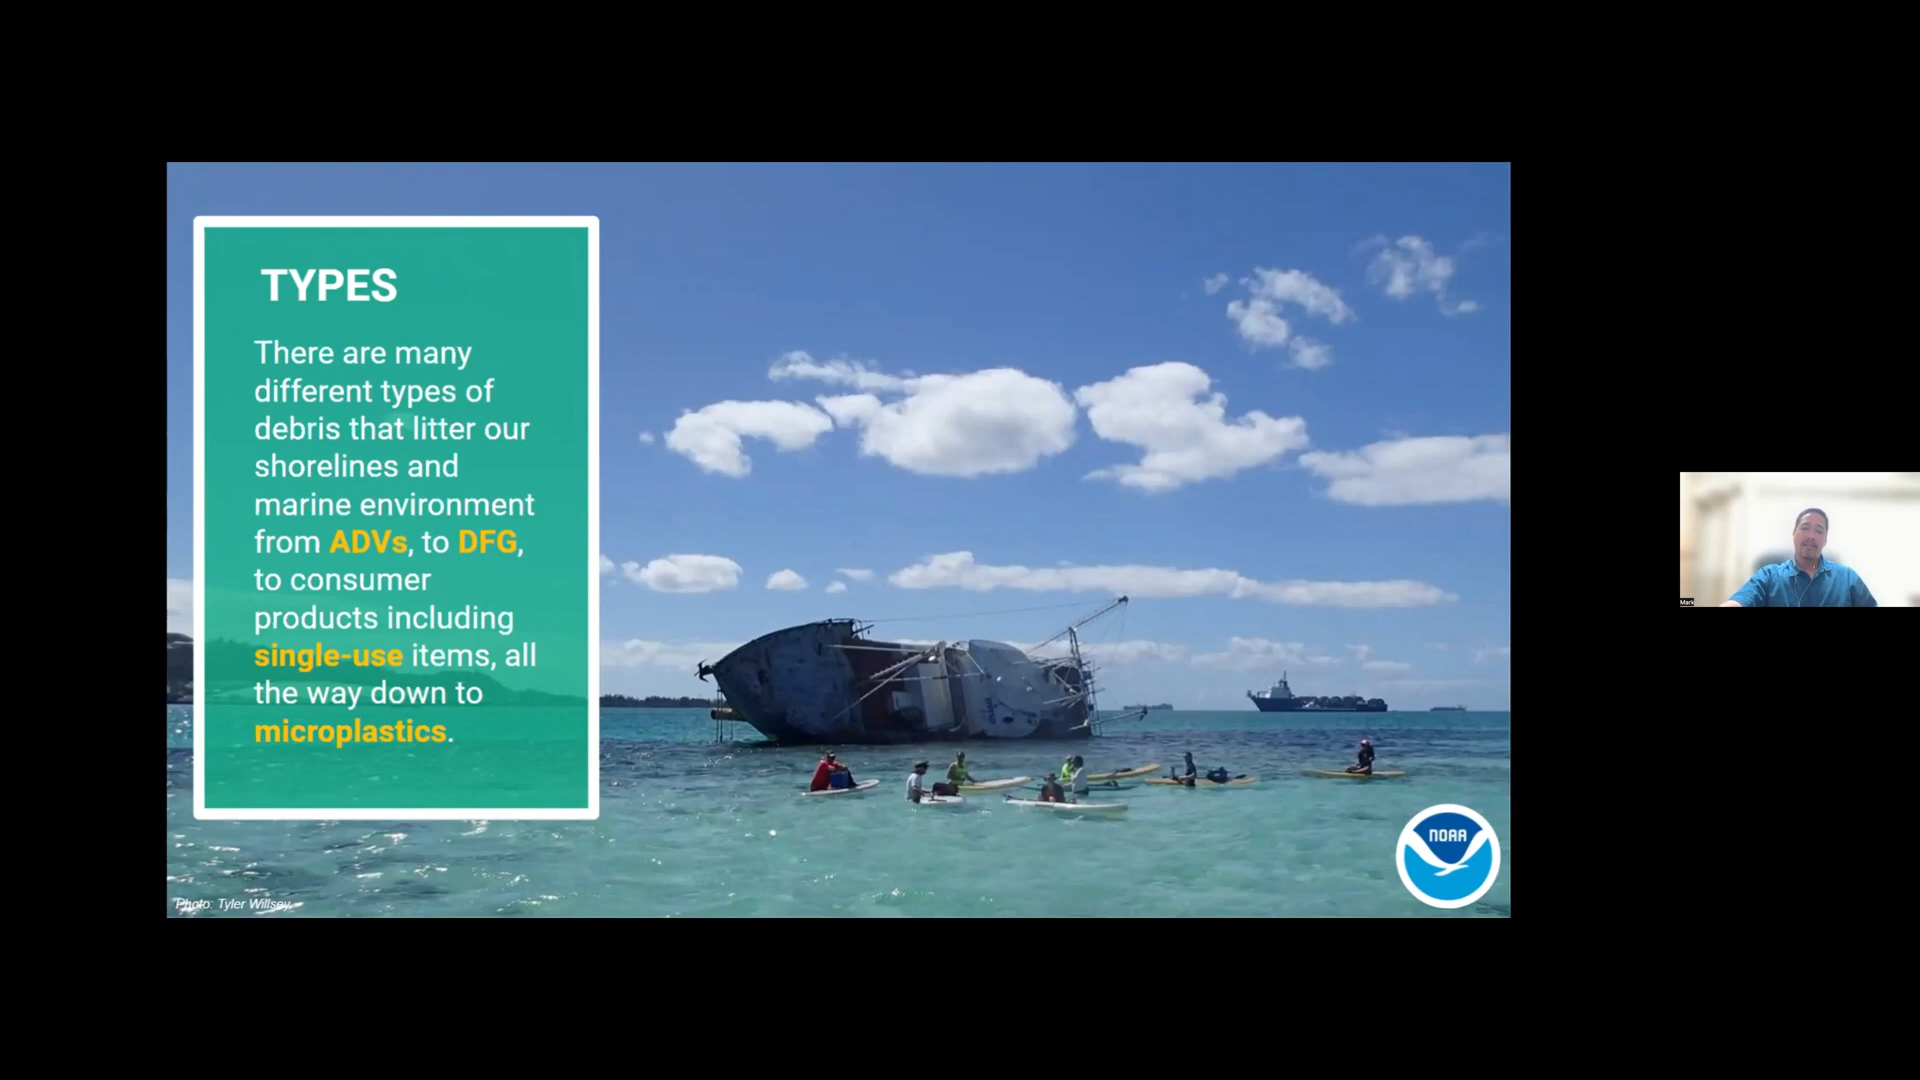 TYPES
There are many
different types of
debris that litter our
shorelines and
marine environment
from ADVs, to DFG,
to consumer
products including
single-use items, all
the way down to
microplastics.
NOAA
Photo: Tyler Willsey
Mark